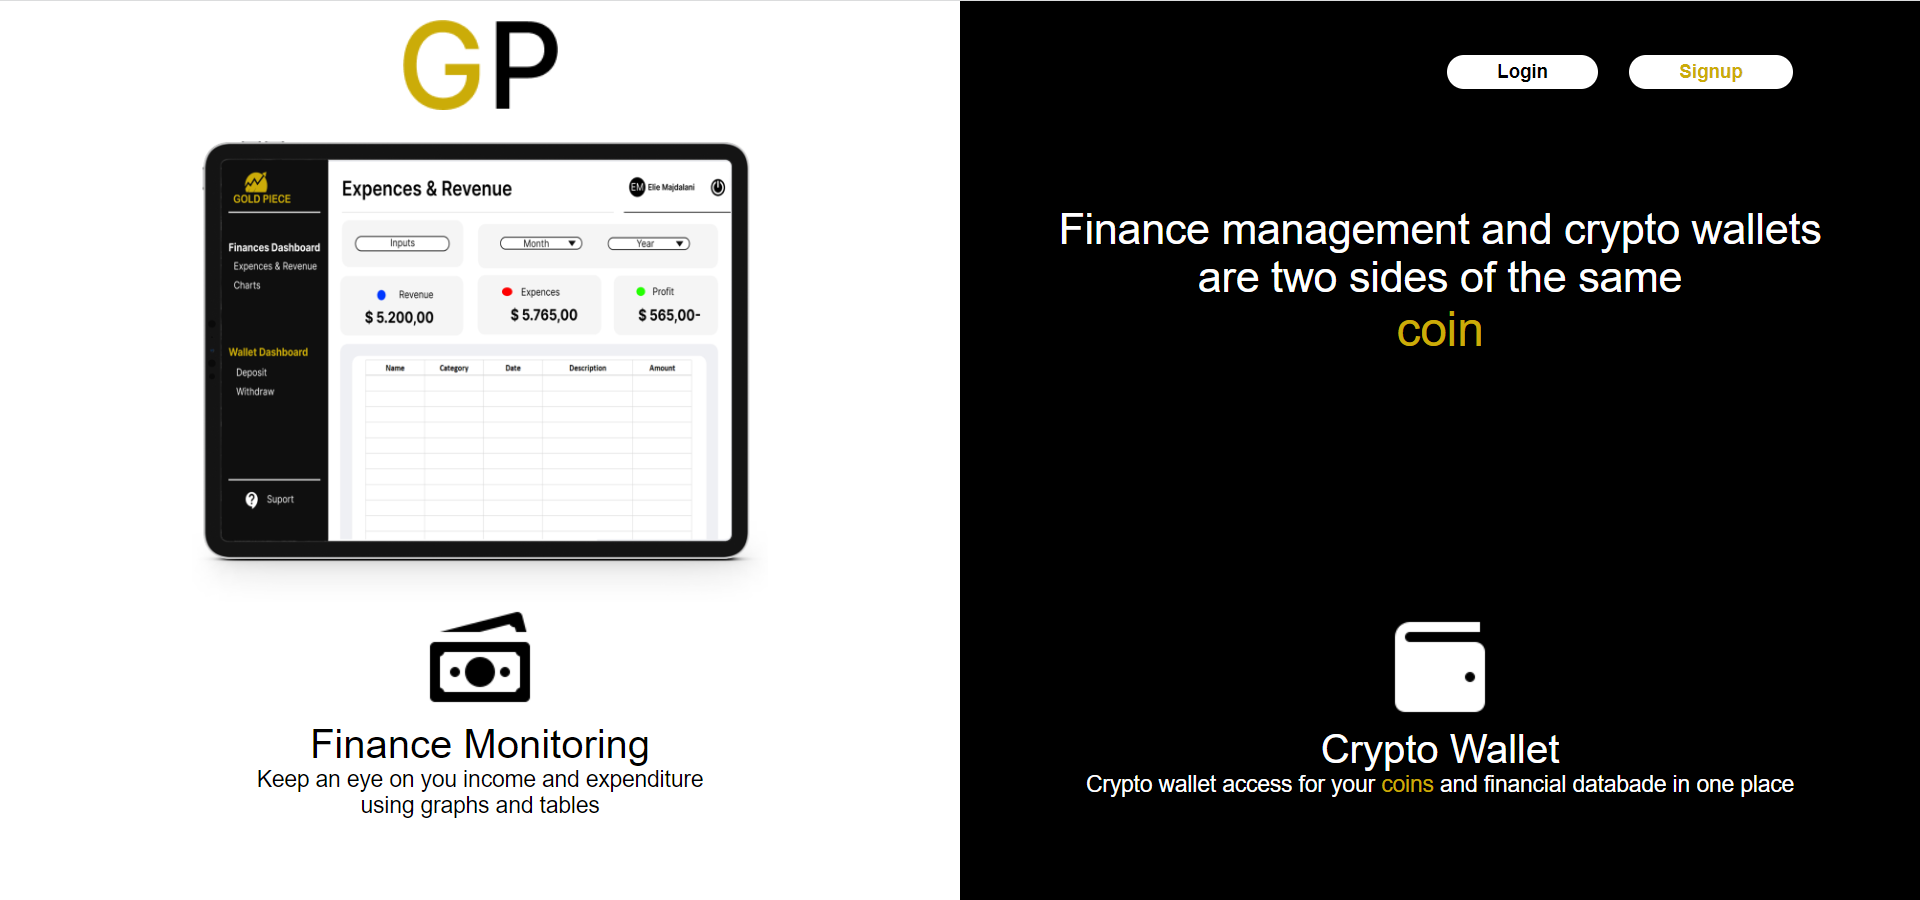 GP
GOLD PIECE
Finances Dashboard
Expences & Revenue
Charts
Wallet Dashboard
Deposit
Withdraw
Suport
Expences & Revenue
EM Elie Majdalani
Inputs
Month
Year
Revenue
$ 5.200,00
Expences
$ 5.765,00
Profit
$ 565,00-
Name Category Date Description Amount
Finance Monitoring
Keep an eye on you income and expenditure
using graphs and tables
Login
Signup
Finance management and crypto wallets
are two sides of the same
coin
Crypto Wallet
Crypto wallet access for your coins and financial databade in one place